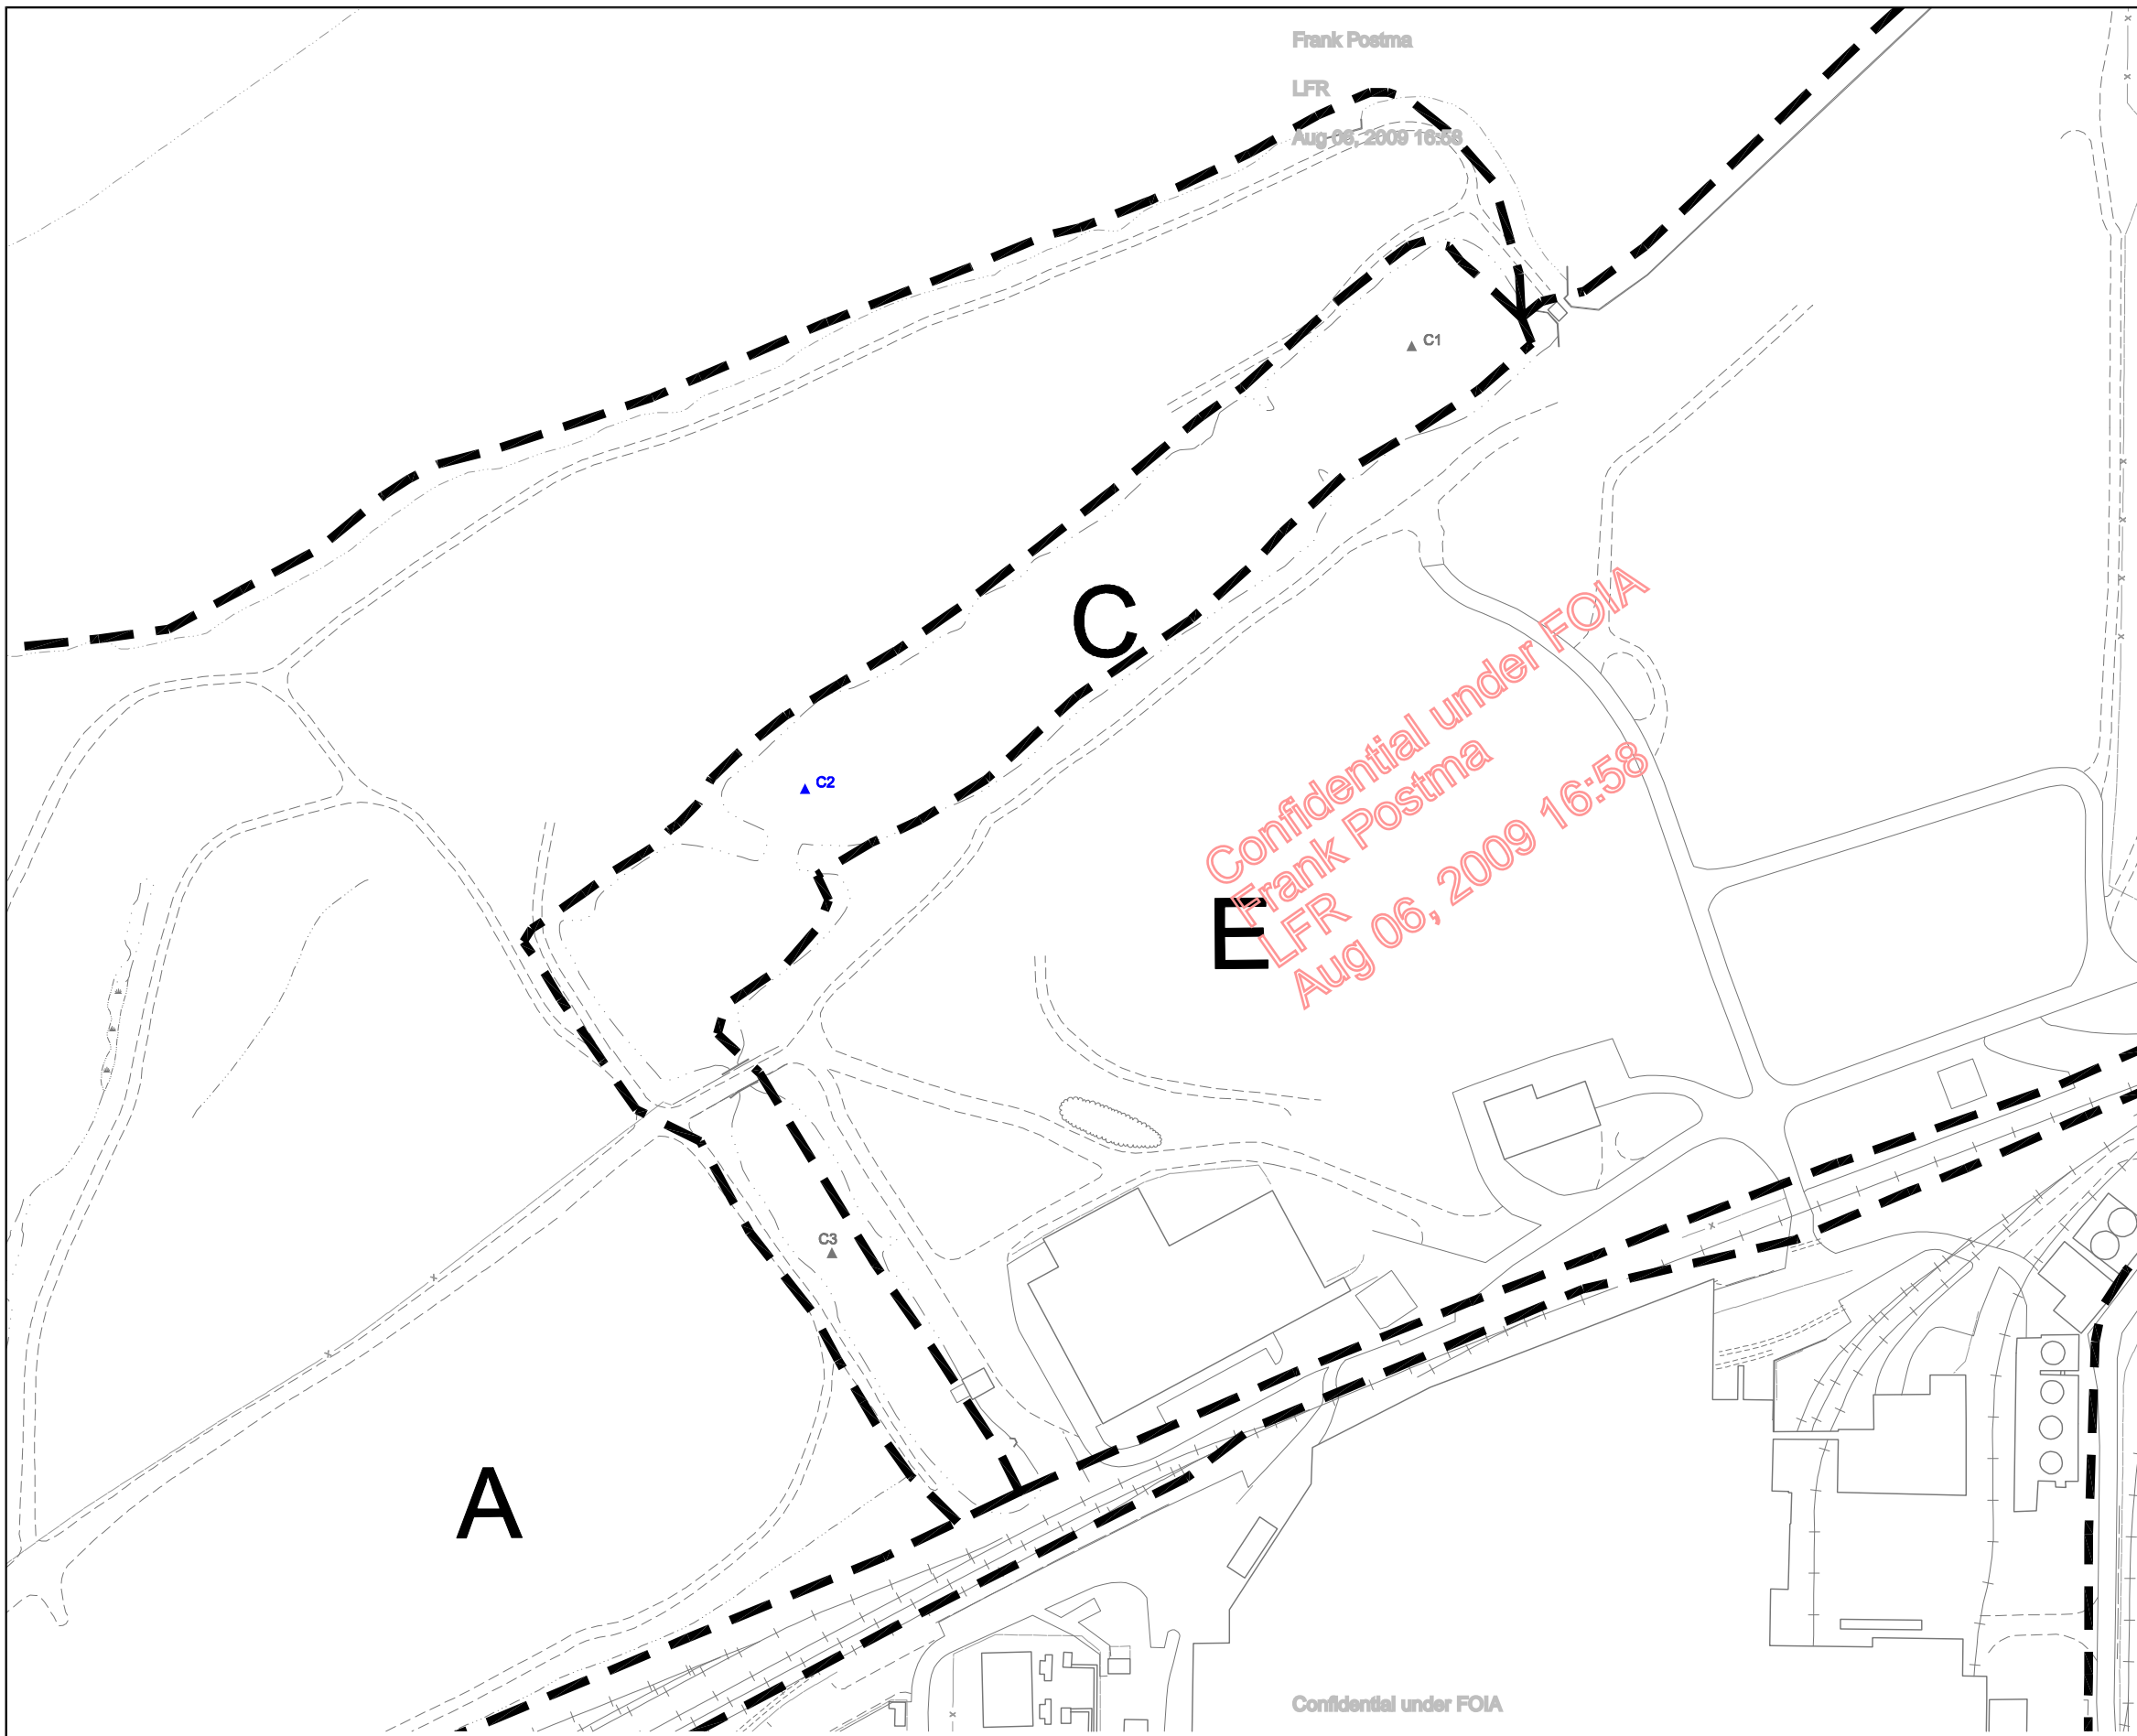 Frank Postma
LFR
Aug 06, 2009 16:58
C1
C
C2
Confidential under FOIA
Frank Postma
LFR
Aug 06, 2009 16:58
E
C3
A
Confidential under FOIA